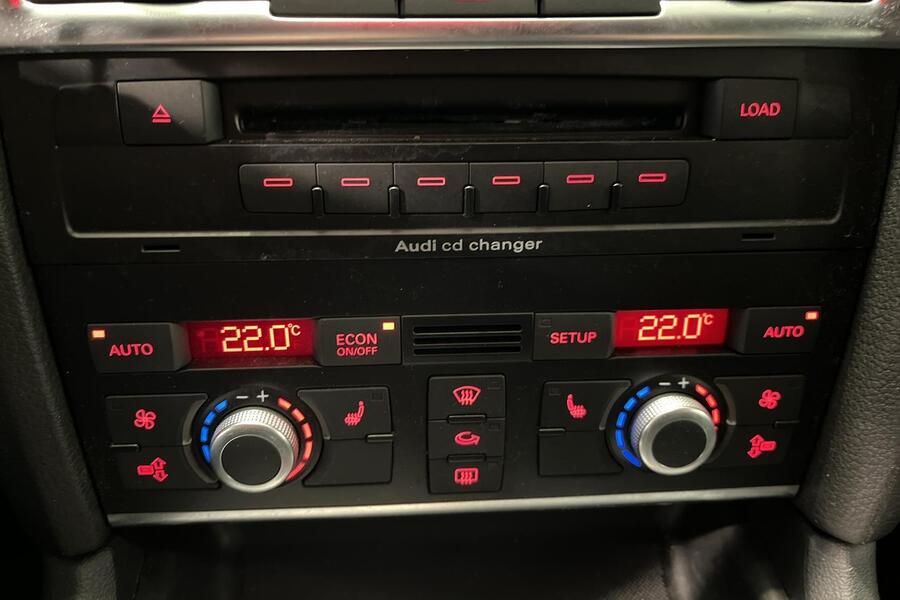 LOAD
Audi cd changer
AUTO
22.0°C
ECON
ON/OFF
SETUP
22.0°C
AUTO
- +
- +